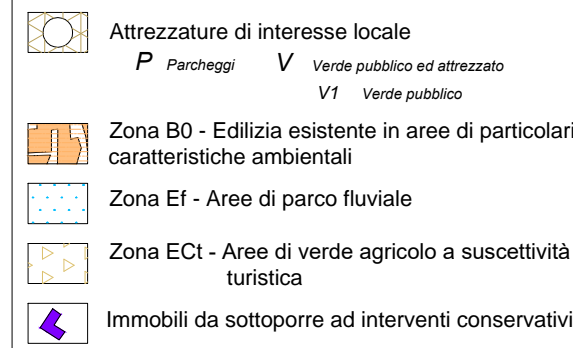 Attrezzature di interesse locale
P Parcheggi V Verde pubblico ed attrezzato
V1 Verde pubblico
Zona B0 - Edilizia esistente in aree di particolari
caratteristiche ambientali
Zona Ef - Aree di parco fluviale
Zona ECt - Aree di verde agricolo a suscettività
turistica
Immobili da sottoporre ad interventi conservativi